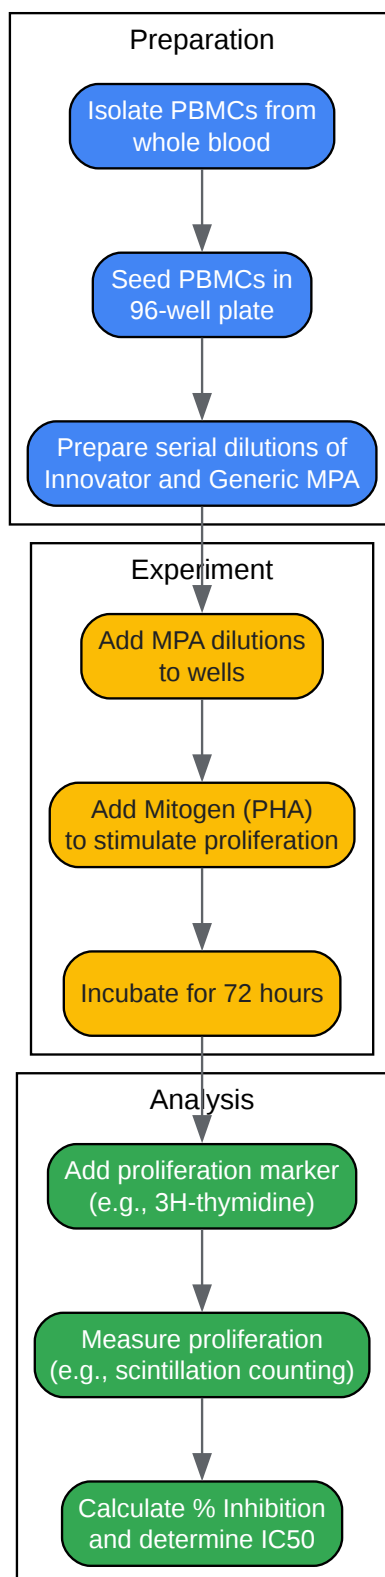 Preparation
Isolate PBMCs from
whole blood
Seed PBMCs in
96-well plate
Prepare serial dilutions of
Innovator and Generic MPA
Experiment
Add MPA dilutions
to wells
Add Mitogen (PHA)
to stimulate proliferation
Incubate for 72 hours
Analysis
Add proliferation marker
(e.g., 3H-thymidine)
Measure proliferation
(e.g., scintillation counting)
Calculate % Inhibition
and determine IC50